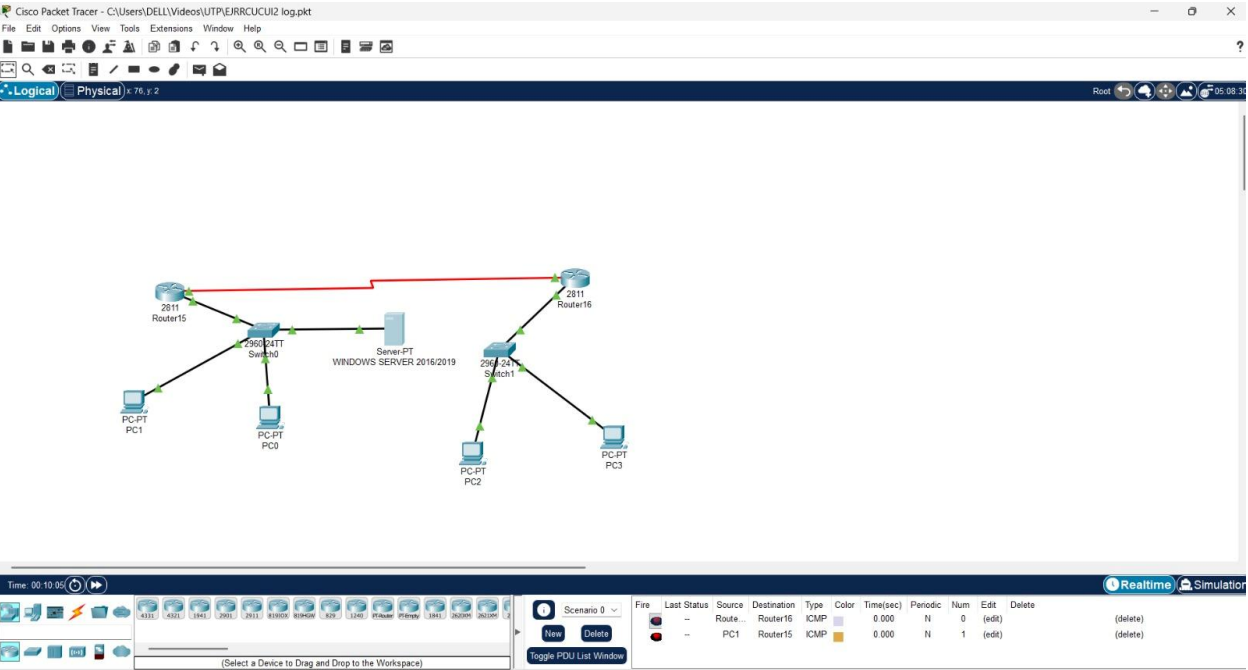 Cisco Packet Tracer - C:\Users\DELL\Videos\UTP\EJRRCUCUI2 log.pkt
File Edit Options View Tools Extensions Window Help
?
Logical Physical x: 76, y: 2
Root 05:08:30
2811
Router15
2811
Router16
2960-24TT
Switch0
Server-PT
WINDOWS SERVER 2016/2019
2960-24TT
Switch1
PC-PT
PC1
PC-PT
PC0
PC-PT
PC2
PC-PT
PC3
Time: 00:10:05
Realtime Simulation
4331 4321 1941 2901 2911 819IOX 819HGW 829 1240 PT-Router PT-Empty 1841 2620XM 2621XM
(Select a Device to Drag and Drop to the Workspace)
Scenario 0
New Delete
Toggle PDU List Window
Fire Last Status Source Destination Type Color Time(sec) Periodic Num Edit Delete
-- Route... Router16 ICMP 0.000 N 0 (edit) (delete)
-- PC1 Router15 ICMP 0.000 N 1 (edit) (delete)